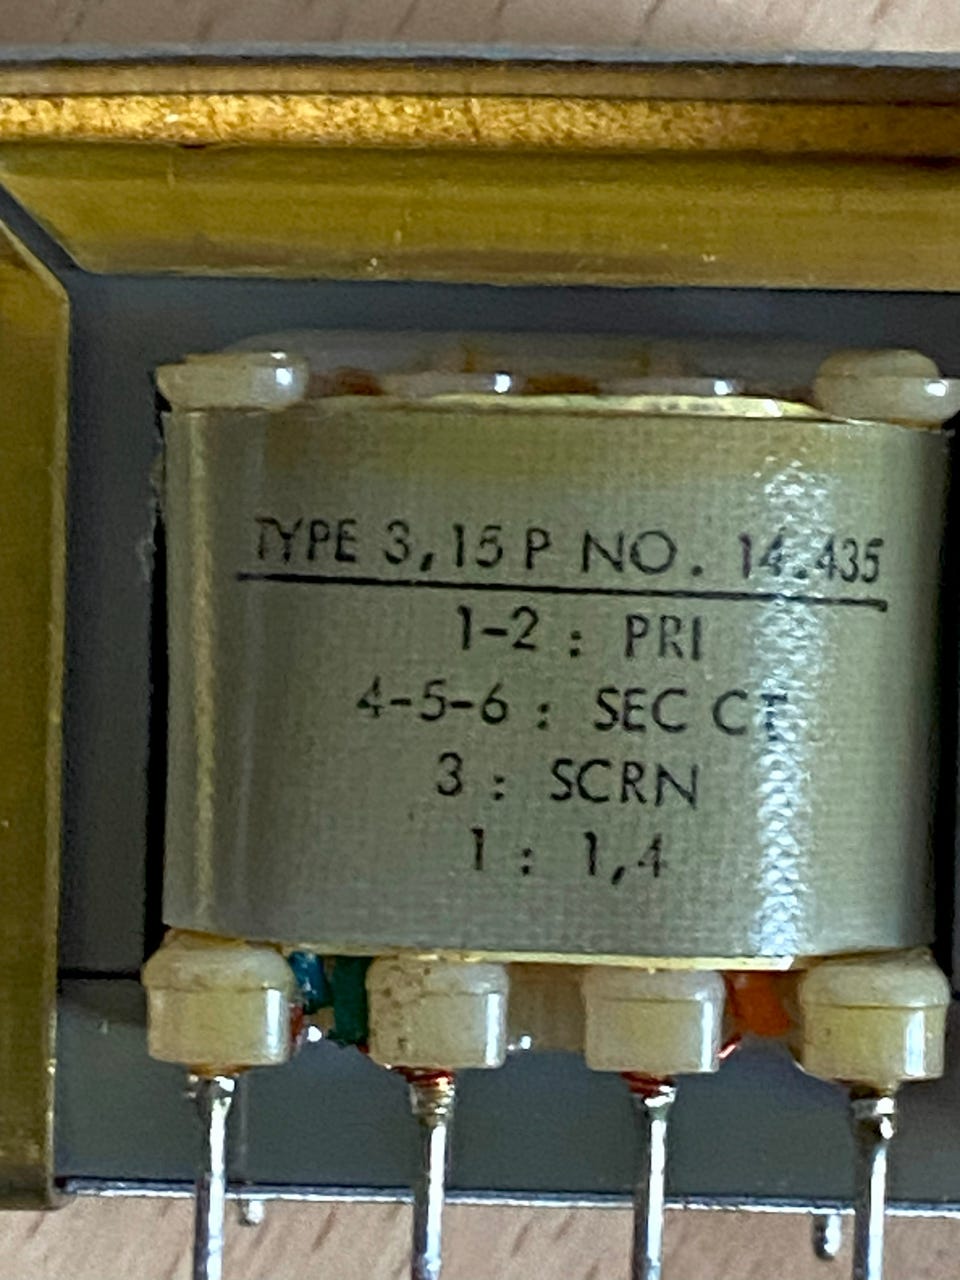 TYPE 3,15 P NO. 14.435
1-2 : PRI
4-5-6 : SEC CT
3 : SCRN
1 : 1,4